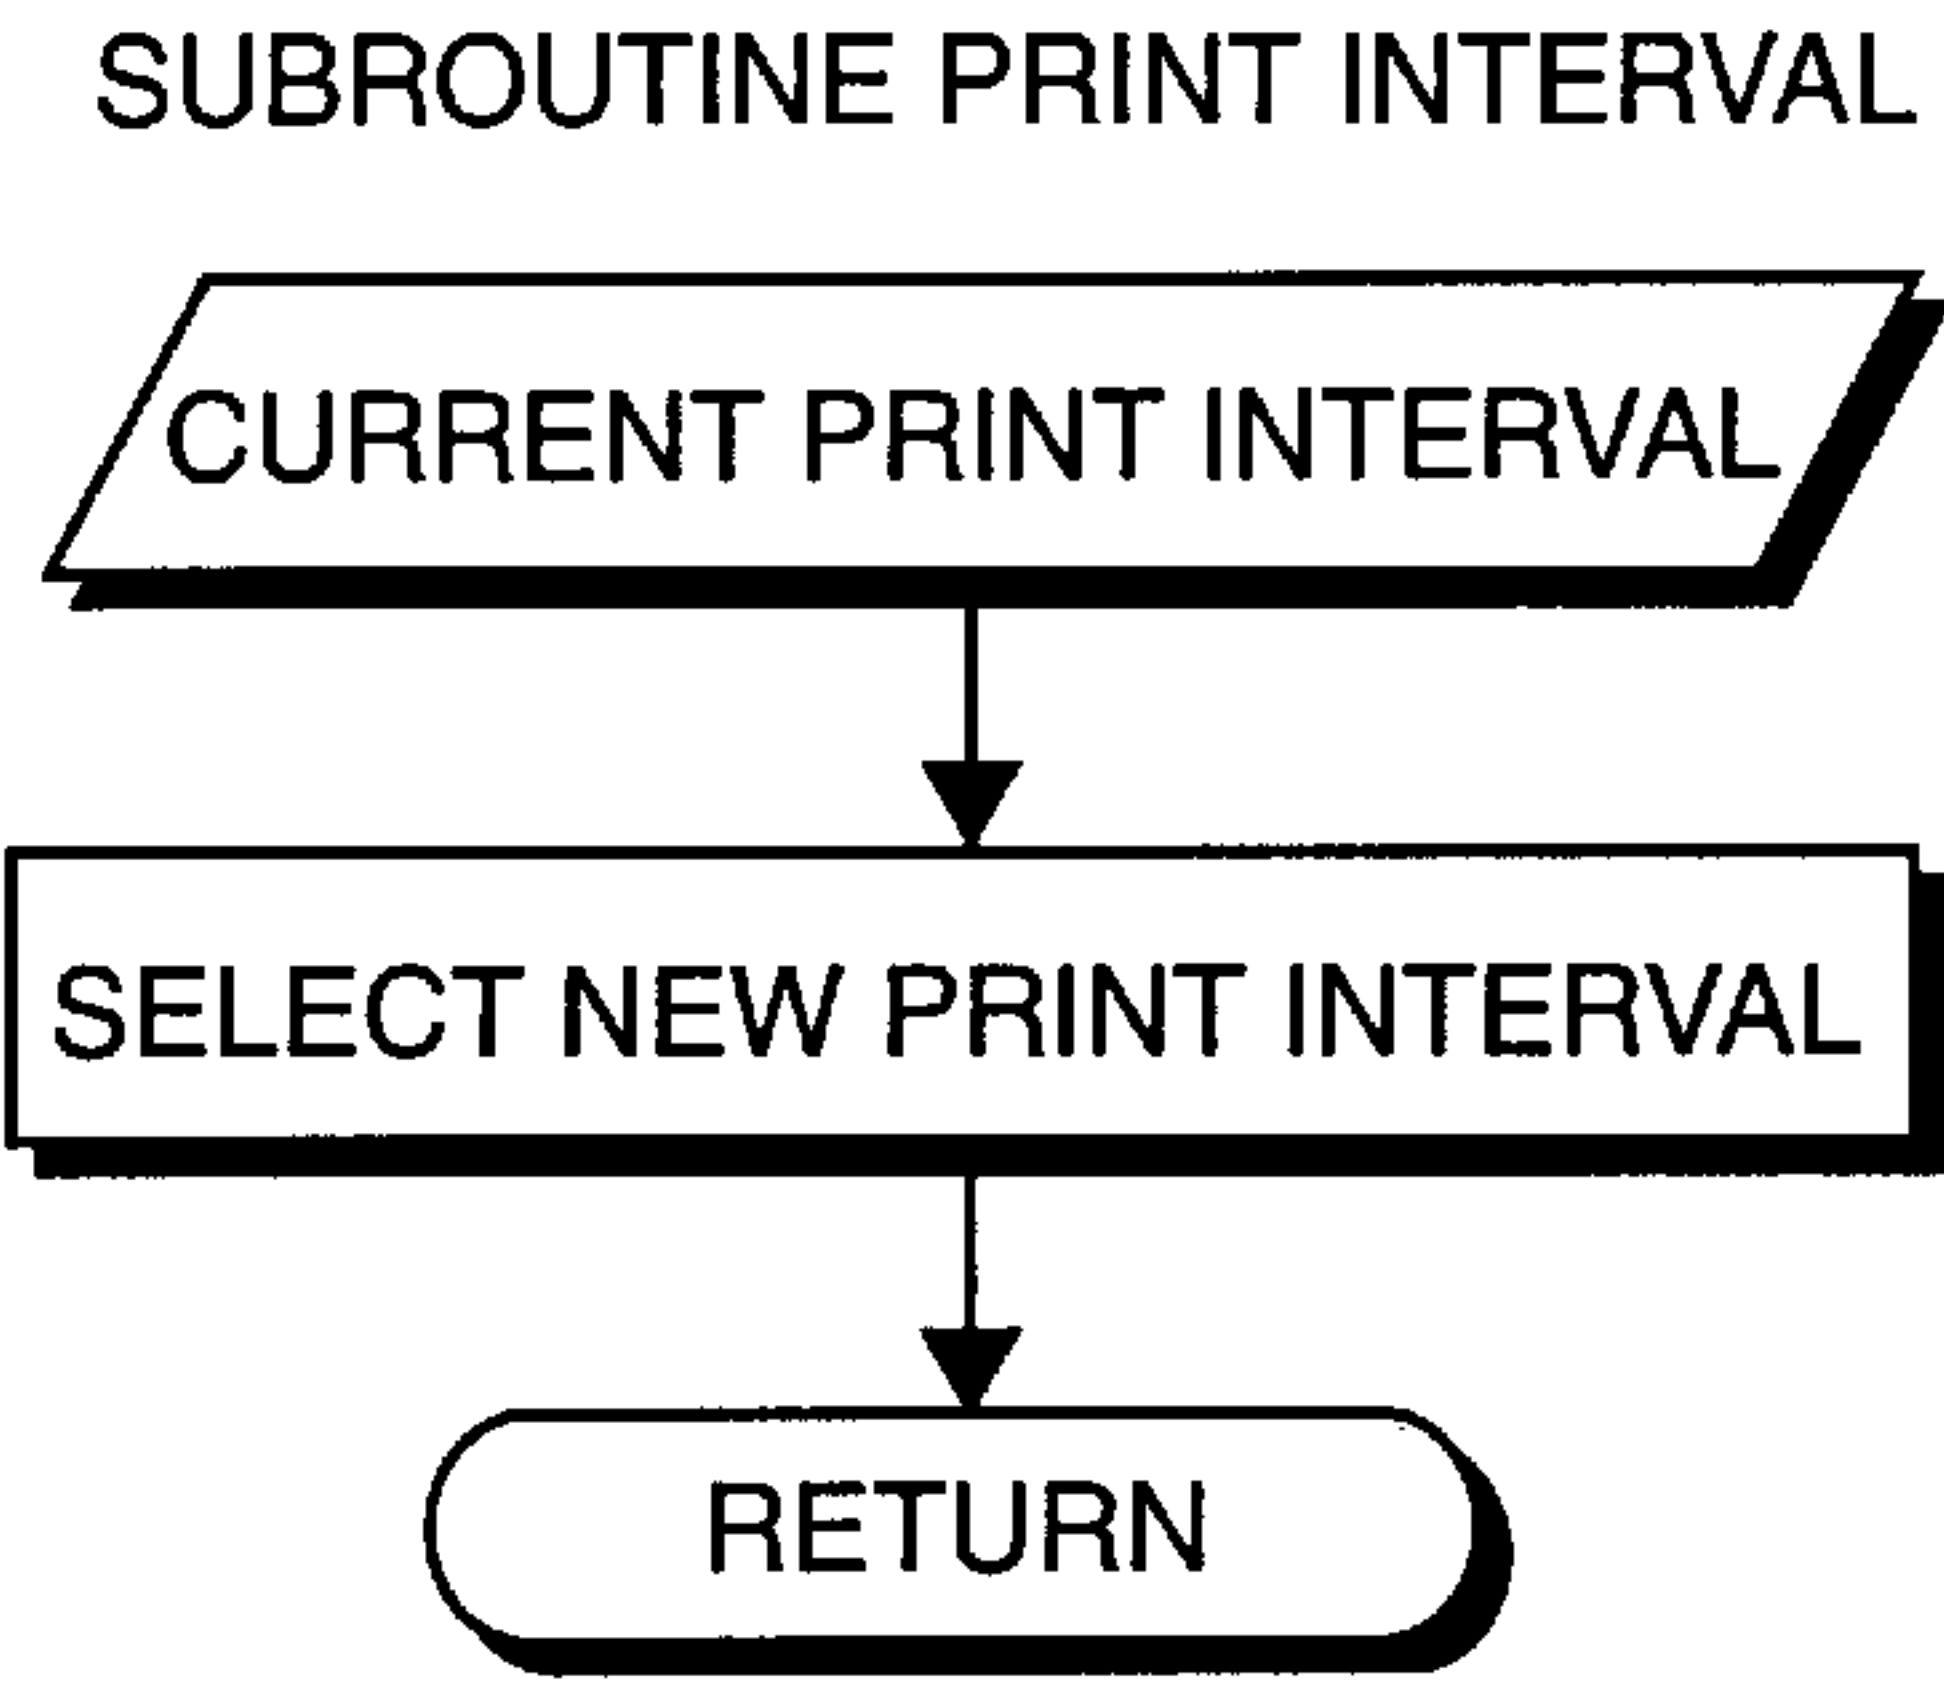 SUBROUTINE PRINT INTERVAL
CURRENT PRINT INTERVAL
SELECT NEW PRINT INTERVAL
RETURN